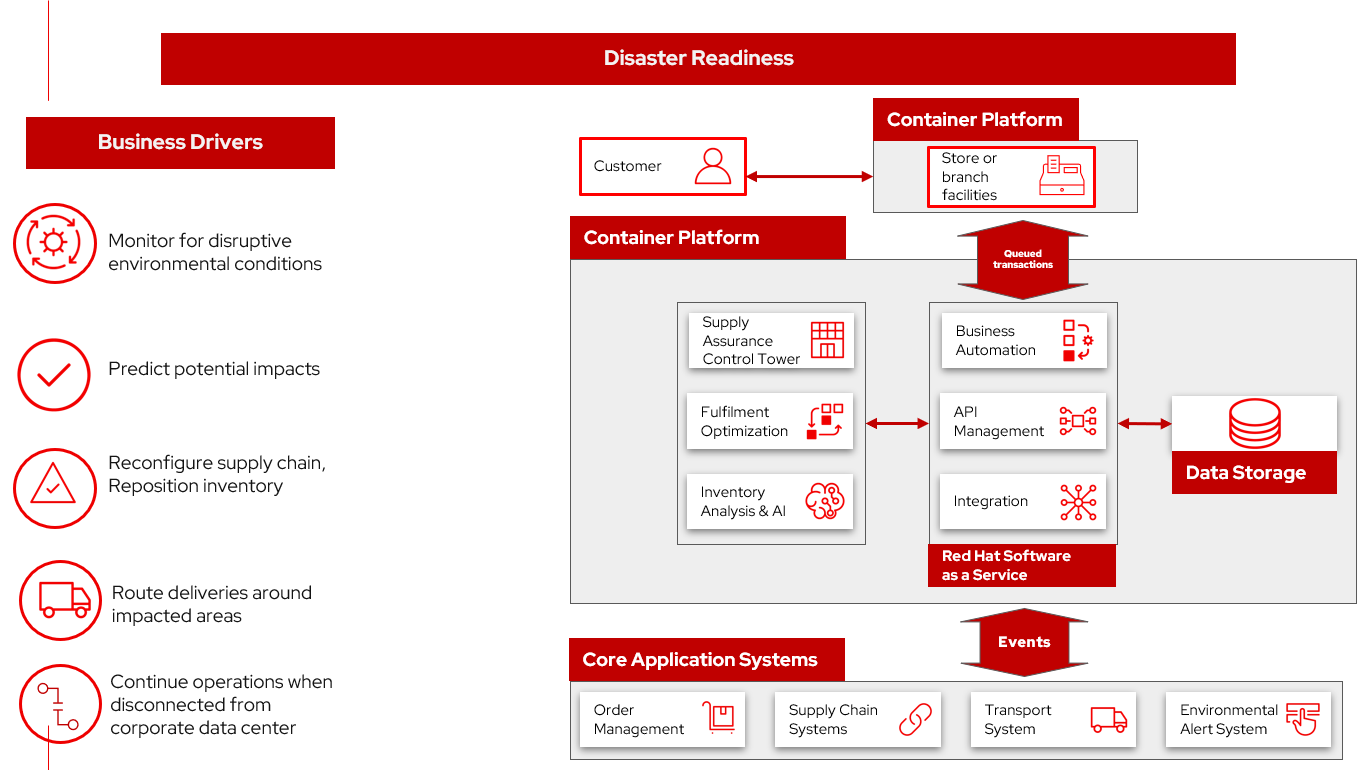 Disaster Readiness
Business Drivers
Monitor for disruptive
environmental conditions
Predict potential impacts
Reconfigure supply chain,
Reposition inventory
Route deliveries around
impacted areas
Continue operations when
disconnected from
corporate data center
Container Platform
Customer
Store or
branch
facilities
Container Platform
Queued
transactions
Supply
Assurance
Control Tower
Fulfilment
Optimization
Inventory
Analysis & AI
Business
Automation
API
Management
Integration
Red Hat Software
as a Service
Data Storage
Events
Core Application Systems
Order
Management
Supply Chain
Systems
Transport
System
Environmental
Alert System